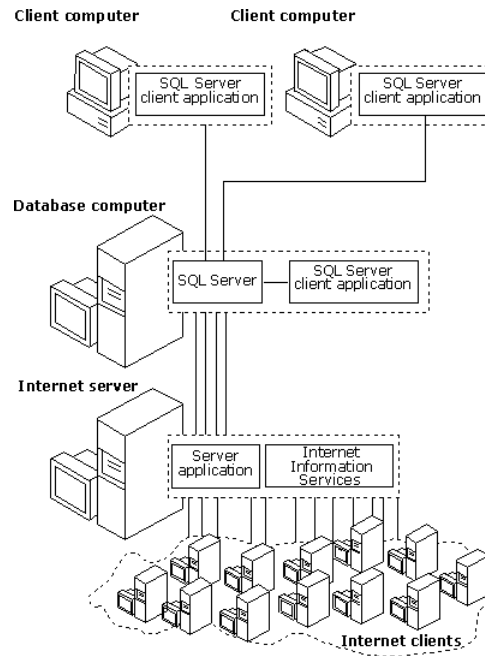 Client computer
Client computer
SQL Server
client application
SQL Server
client application
Database computer
SQL Server
SQL Server
client application
Internet server
Server
application
Internet
Information
Services
Internet clients